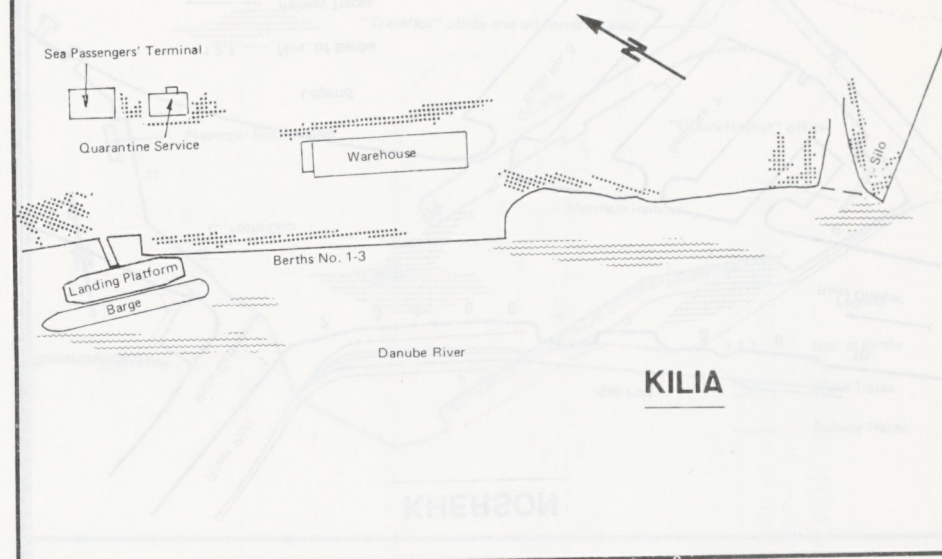 Sea Passengers' Terminal
N
Quarantine Service
Warehouse
Silo
Landing Platform
Barge
Berths No. 1-3
Danube River
KILIA
KHERSON